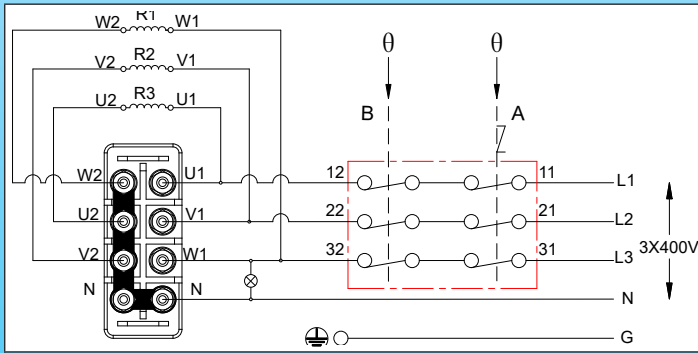 W2 R1 W1
V2 R2 V1
U2 R3 U1
θ θ
B A
W2 U1 12 11 L1
U2 V1 22 21 L2
V2 W1 32 31 L3
3X400V
N N N
G